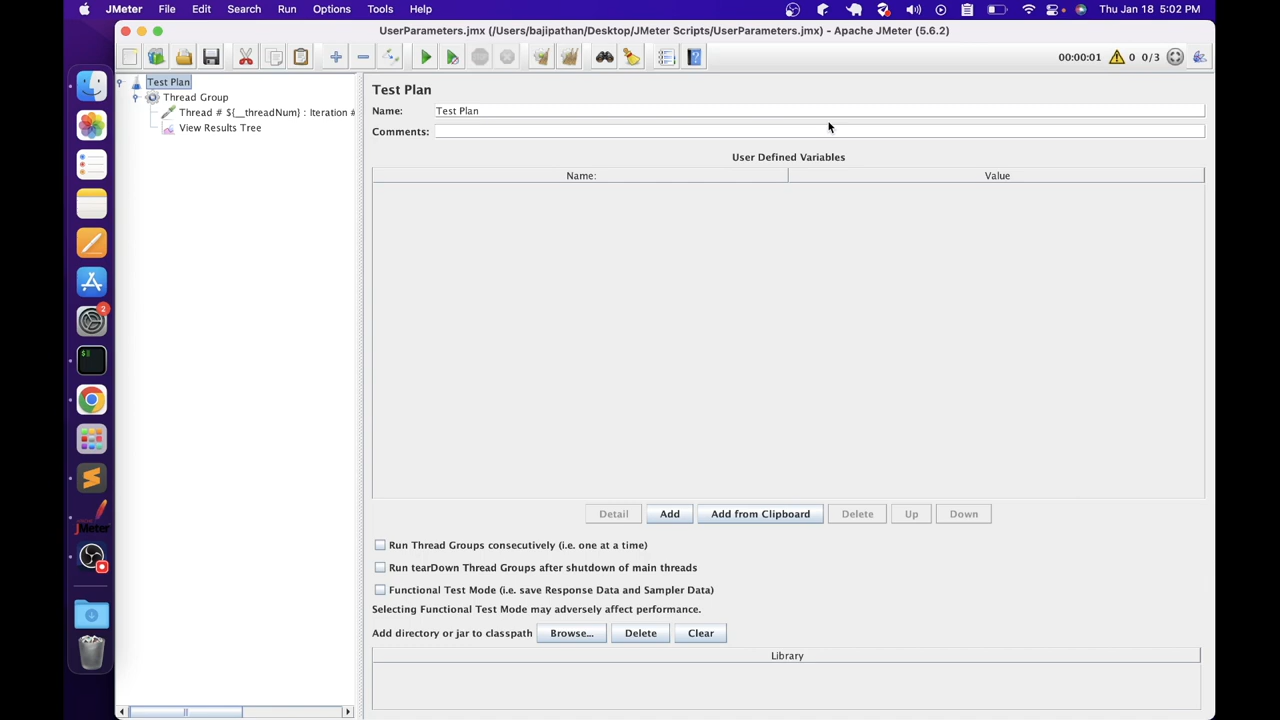 JMeter File Edit Search Run Options Tools Help Thu Jan 18 5:02 PM
UserParameters.jmx (/Users/bajipathan/Desktop/JMeter Scripts/UserParameters.jmx) - Apache JMeter (5.6.2)
00:00:01 0 0/3
Test Plan
Thread Group
Thread # ${__threadNum} : Iteration #
View Results Tree
Test Plan
Name: Test Plan
Comments:
User Defined Variables
Name: Value
Detail Add Add from Clipboard Delete Up Down
Run Thread Groups consecutively (i.e. one at a time)
Run tearDown Thread Groups after shutdown of main threads
Functional Test Mode (i.e. save Response Data and Sampler Data)
Selecting Functional Test Mode may adversely affect performance.
Add directory or jar to classpath Browse... Delete Clear
Library
2
$
JMeter